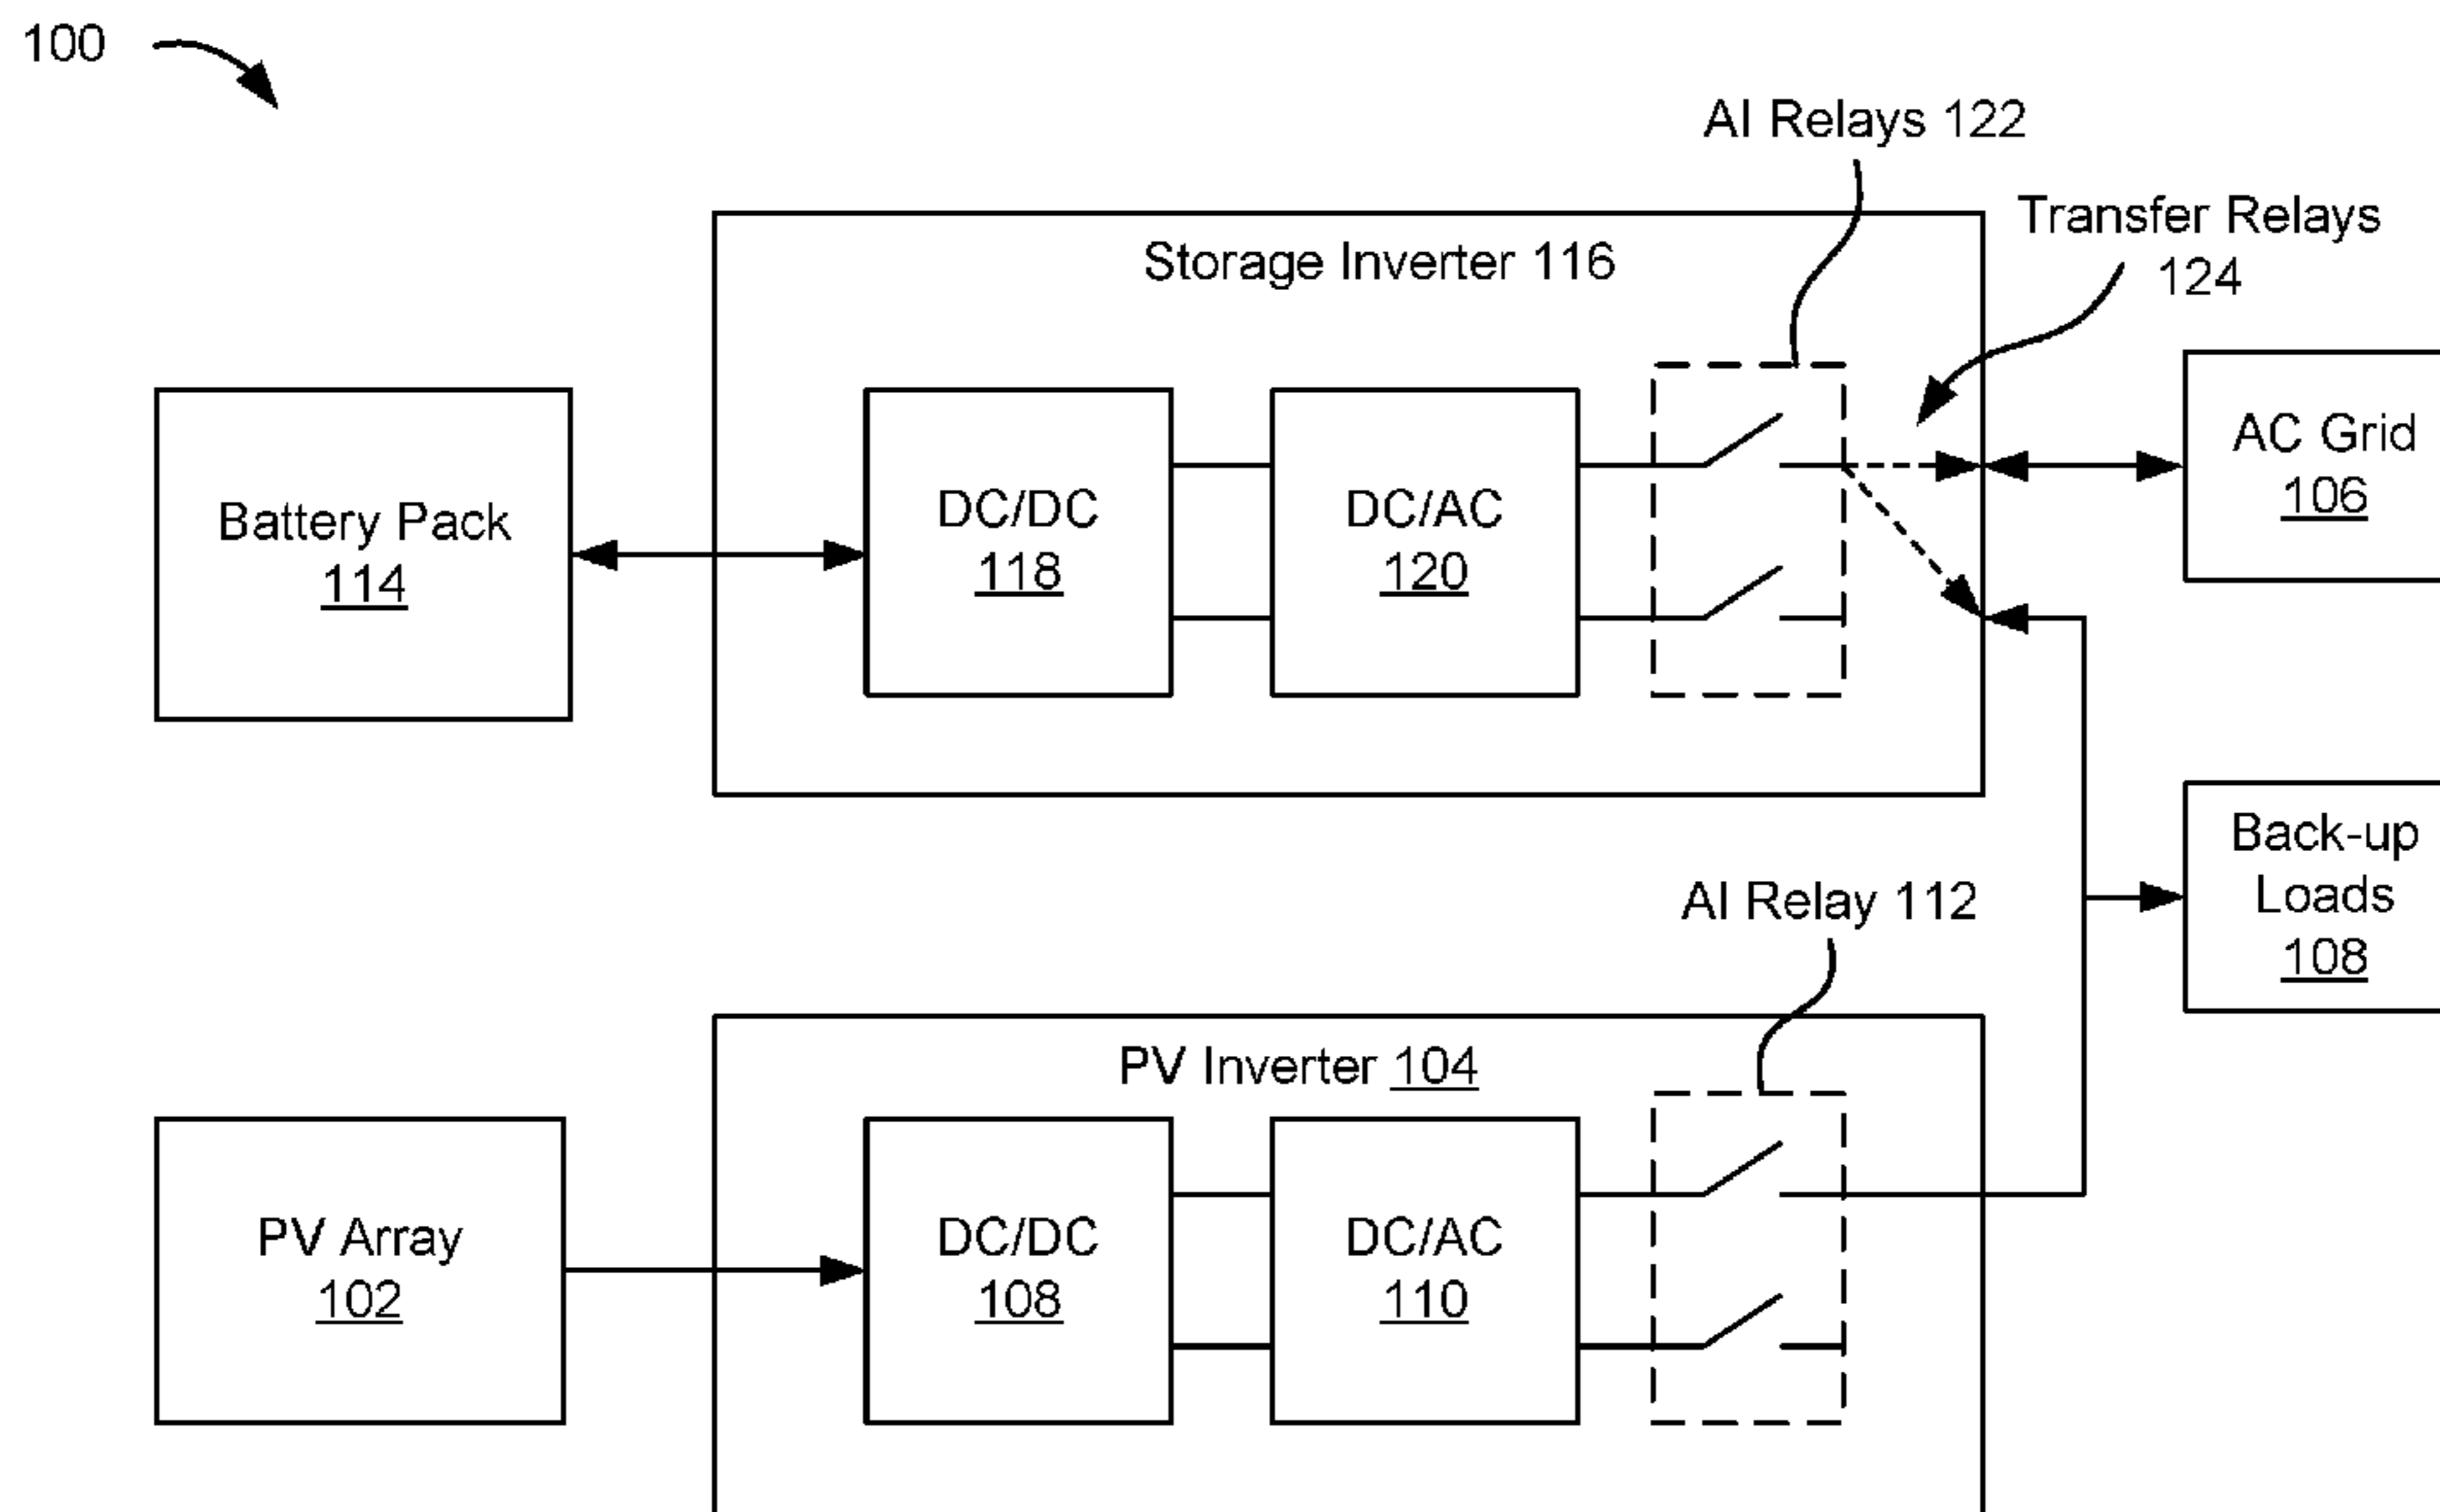 100
AI Relays 122
Transfer Relays
124
Storage Inverter 116
Battery Pack
114
DC/DC
118
DC/AC
120
AC Grid
106
Back-up
Loads
108
AI Relay 112
PV Inverter 104
PV Array
102
DC/DC
108
DC/AC
110